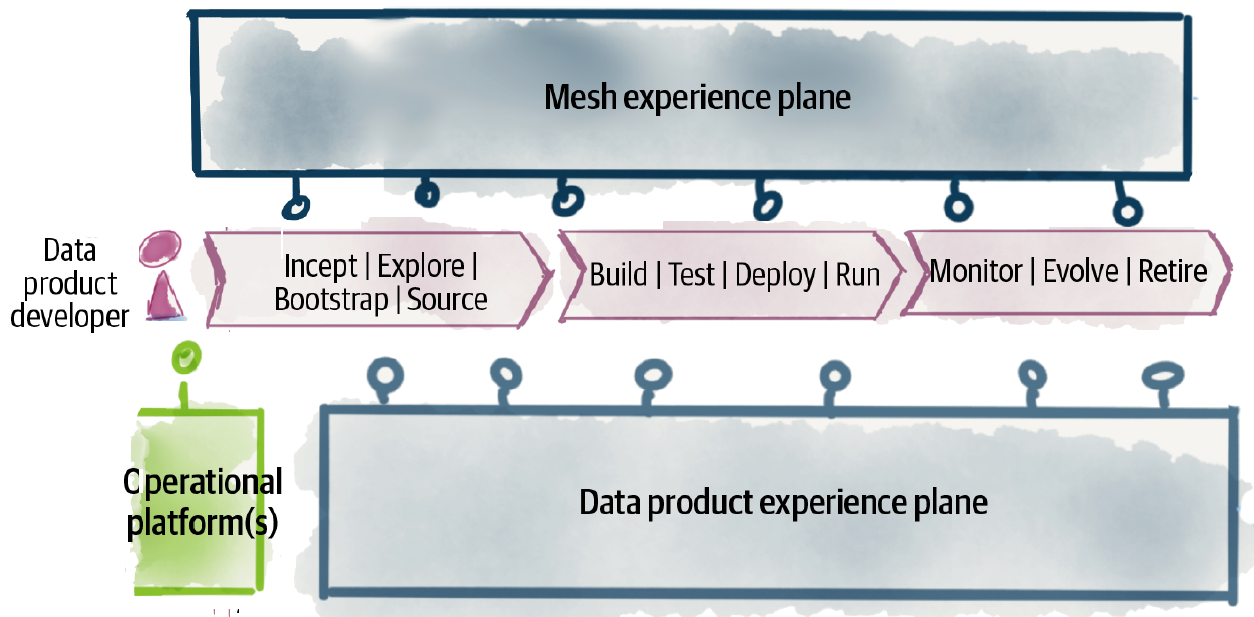 Mesh experience plane
Data
product
developer
Incept | Explore |
Bootstrap | Source
Build | Test | Deploy | Run
Monitor | Evolve | Retire
Operational
platform(s)
Data product experience plane